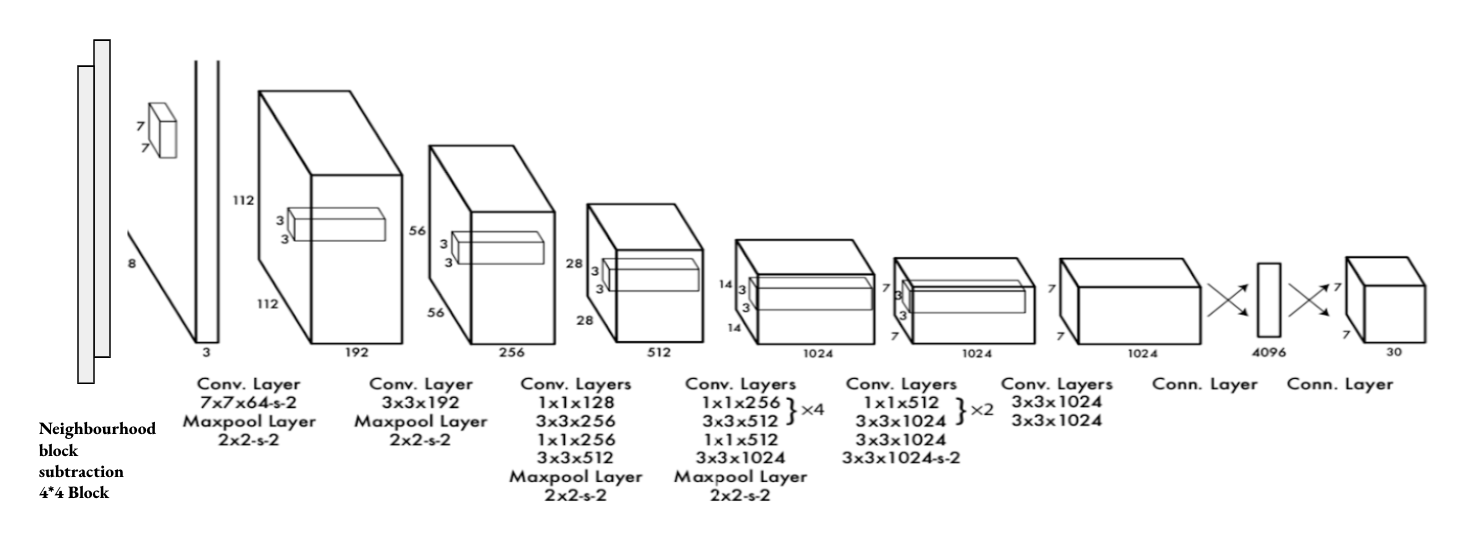 7
7
8
3
112
112
3
3
192
56
56
3
3
256
28
28
3
3
512
14
14
3
3
1024
7
7
3
3
1024
7
7
1024
4096
7
7
30
Conv. Layer
7x7x64-s-2
Maxpool Layer
2x2-s-2
Conv. Layer
3x3x192
Maxpool Layer
2x2-s-2
Conv. Layers
1x1x128
3x3x256
1x1x256
3x3x512
Maxpool Layer
2x2-s-2
Conv. Layers
1x1x256
3x3x512
}×4
1x1x512
3x3x1024
Maxpool Layer
2x2-s-2
Conv. Layers
1x1x512
3x3x1024
}×2
3x3x1024
3x3x1024-s-2
Conv. Layers
3x3x1024
3x3x1024
Conn. Layer
Conn. Layer
Neighbourhood
block
subtraction
4*4 Block